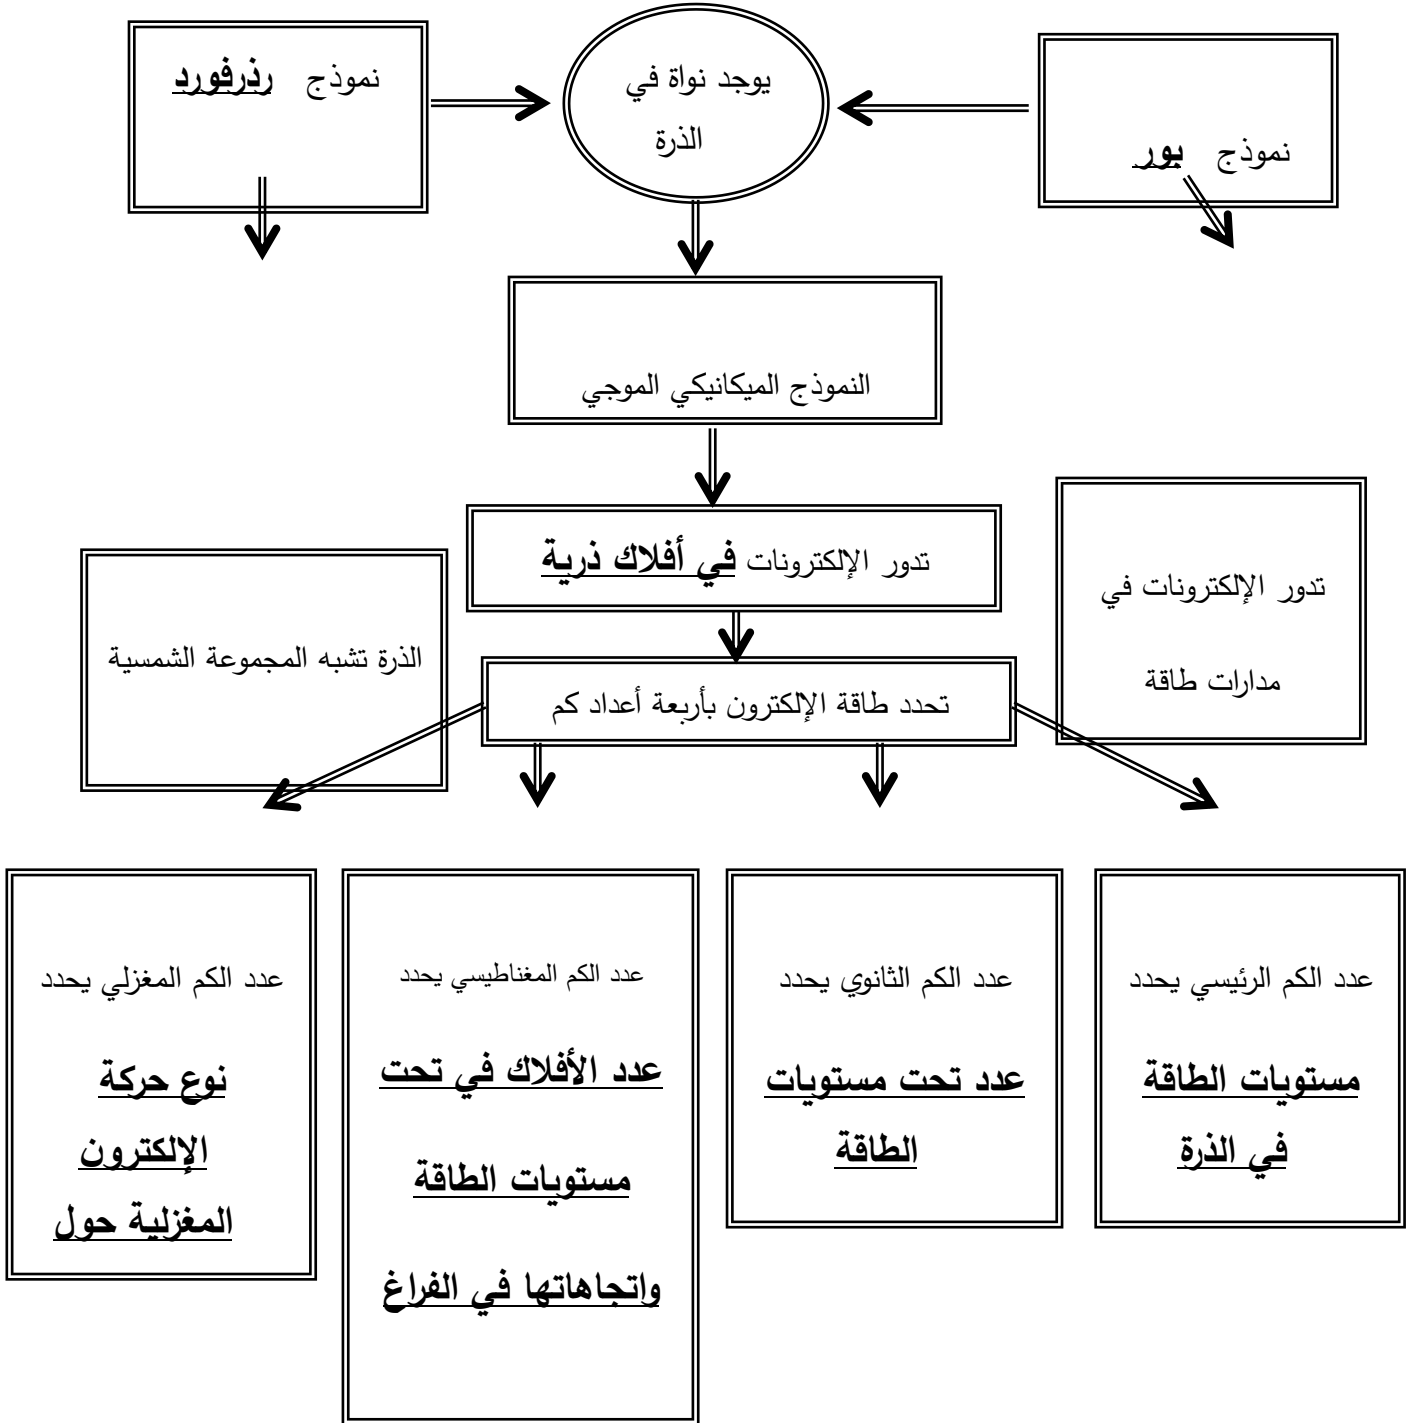 نموذج بور
يوجد نواة في
الذرة
نموذج رذرفورد
النموذج الميكانيكي الموجي
تدور الإلكترونات في أفلاك ذرية
تدور الإلكترونات في
مدارات طاقة
الذرة تشبه المجموعة الشمسية
تحدد طاقة الإلكترون بأربعة أعداد كم
عدد الكم الرئيسي يحدد
مستويات الطاقة
في الذرة
عدد الكم الثانوي يحدد
عدد تحت مستويات
الطاقة
عدد الكم المغناطيسي يحدد
عدد الأفلاك في تحت
مستويات الطاقة
واتجاهاتها في الفراغ
عدد الكم المغزلي يحدد
نوع حركة
الإلكترون
المغزلية حول